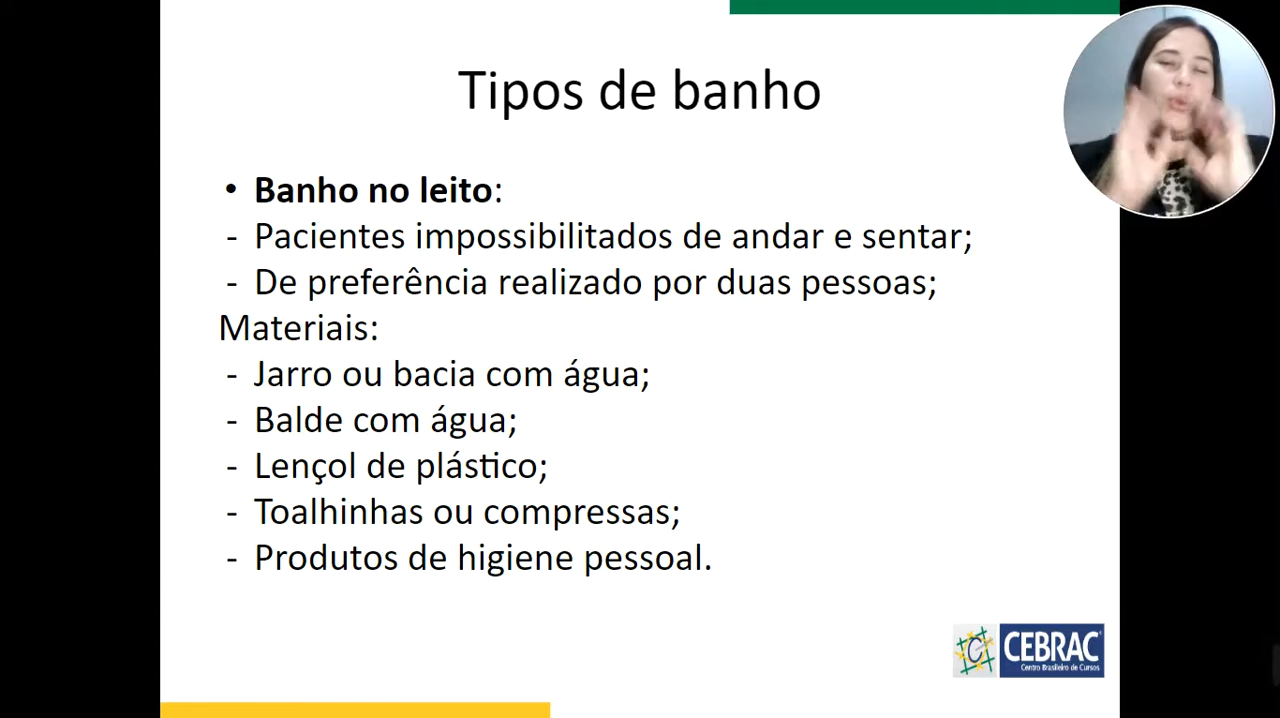 Tipos de banho
• Banho no leito:
- Pacientes impossibilitados de andar e sentar;
- De preferência realizado por duas pessoas;
Materiais:
- Jarro ou bacia com água;
- Balde com água;
- Lençol de plástico;
- Toalhinhas ou compressas;
- Produtos de higiene pessoal.
C CEBRAC®
Centro Brasileiro de Cursos